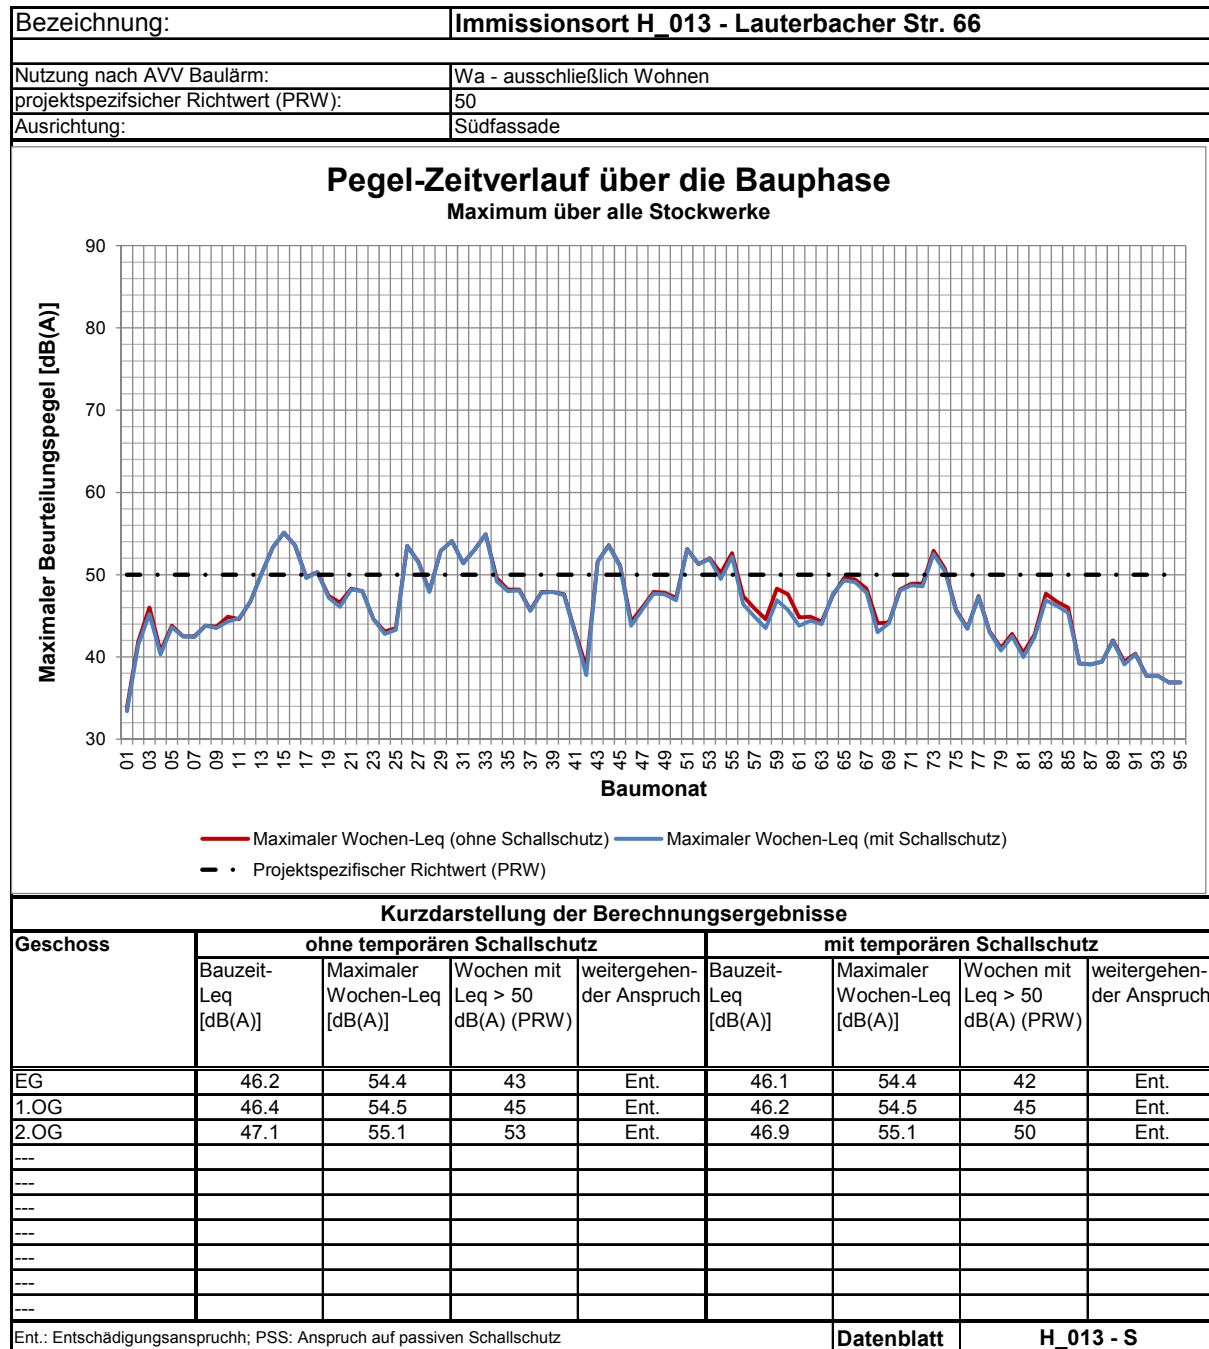 Bezeichnung: Immissionsort H_013 - Lauterbacher Str. 66
Nutzung nach AVV Baulärm: Wa - ausschließlich Wohnen
projektspezifsicher Richtwert (PRW): 50
Ausrichtung: Südfassade
Pegel-Zeitverlauf über die Bauphase
Maximum über alle Stockwerke
Maximaler Beurteilungspegel [dB(A)]
90
80
70
60
50
40
30
01 03 05 07 09 11 13 15 17 19 21 23 25 27 29 31 33 35 37 39 41 43 45 47 49 51 53 55 57 59 61 63 65 67 69 71 73 75 77 79 81 83 85 87 89 91 93 95
Baumonat
Maximaler Wochen-Leq (ohne Schallschutz) Maximaler Wochen-Leq (mit Schallschutz)
Projektspezifischer Richtwert (PRW)
Kurzdarstellung der Berechnungsergebnisse
Geschoss ohne temporären Schallschutz mit temporären Schallschutz
Bauzeit- Maximaler Wochen mit weitergehen- Bauzeit- Maximaler Wochen mit weitergehen-
Leq Wochen-Leq Leq > 50 der Anspruch Leq Wochen-Leq Leq > 50 der Anspruch
[dB(A)] [dB(A)] dB(A) (PRW) [dB(A)] [dB(A)] dB(A) (PRW)
EG 46.2 54.4 43 Ent. 46.1 54.4 42 Ent.
1.OG 46.4 54.5 45 Ent. 46.2 54.5 45 Ent.
2.OG 47.1 55.1 53 Ent. 46.9 55.1 50 Ent.
---
---
---
---
---
---
---
Ent.: Entschädigungsanspruchh; PSS: Anspruch auf passiven Schallschutz Datenblatt H_013 - S